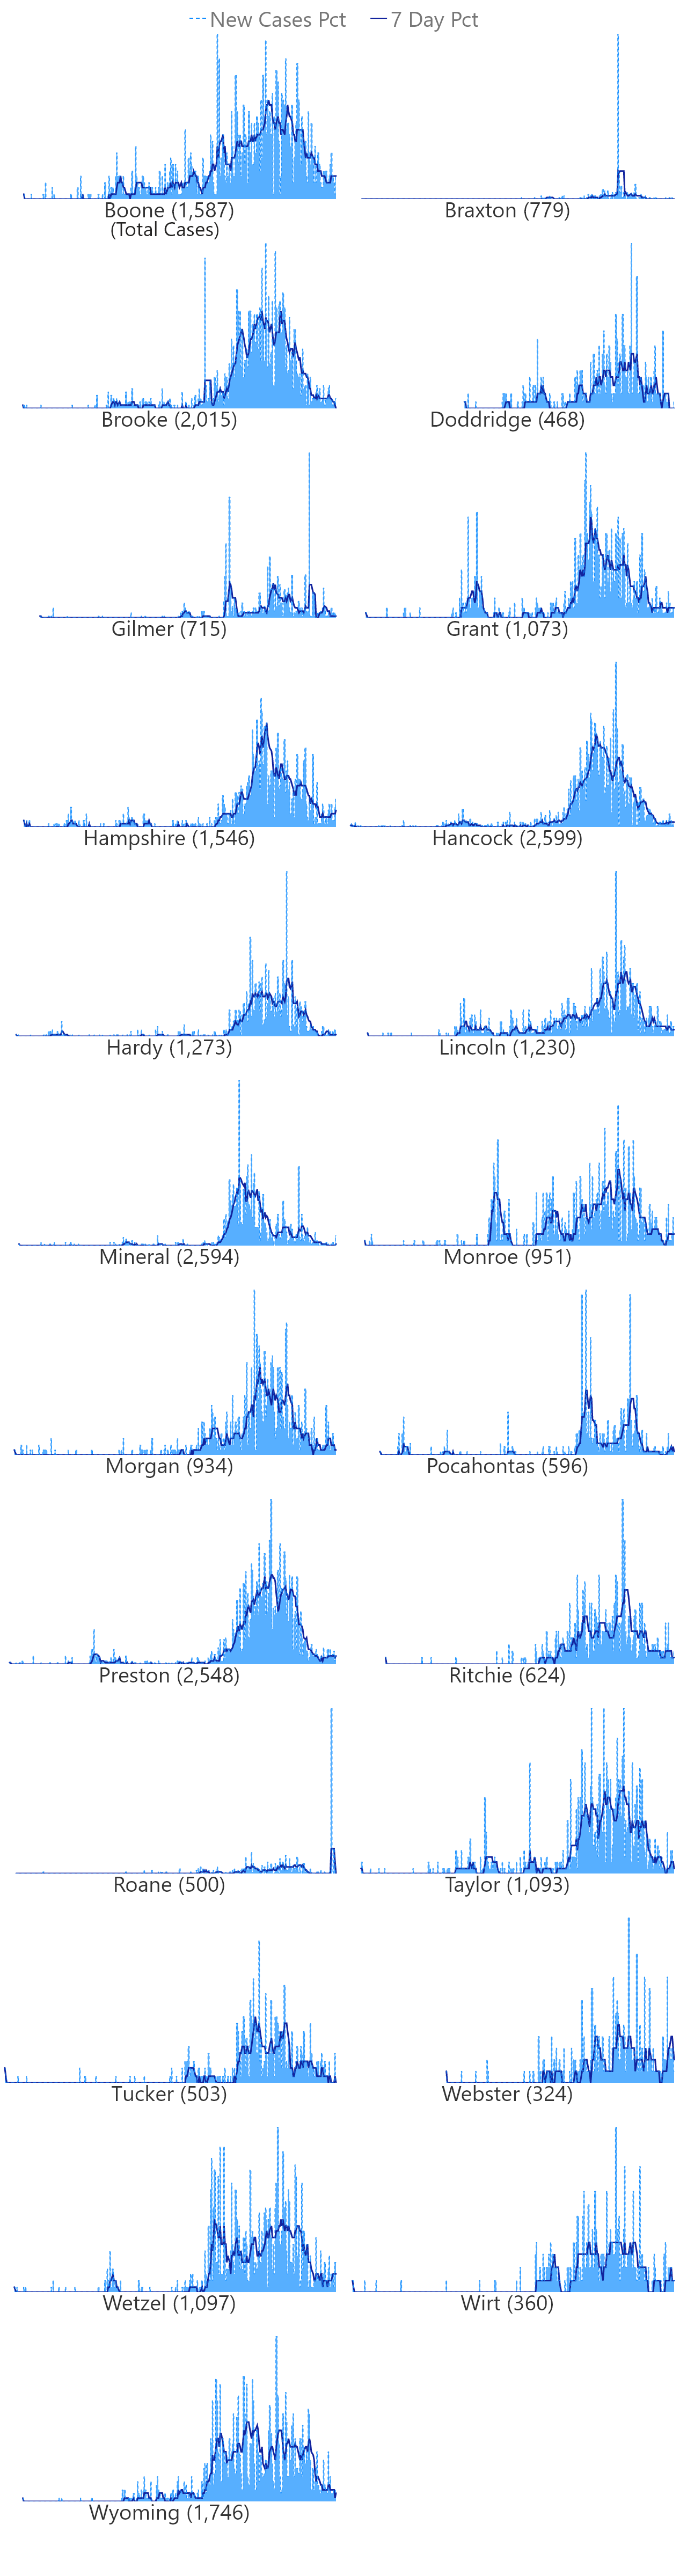 New Cases Pct 7 Day Pct
Boone (1,587) Braxton (779)
(Total Cases)
Brooke (2,015) Doddridge (468)
Gilmer (715) Grant (1,073)
Hampshire (1,546) Hancock (2,599)
Hardy (1,273) Lincoln (1,230)
Mineral (2,594) Monroe (951)
Morgan (934) Pocahontas (596)
Preston (2,548) Ritchie (624)
Roane (500) Taylor (1,093)
Tucker (503) Webster (324)
Wetzel (1,097) Wirt (360)
Wyoming (1,746)